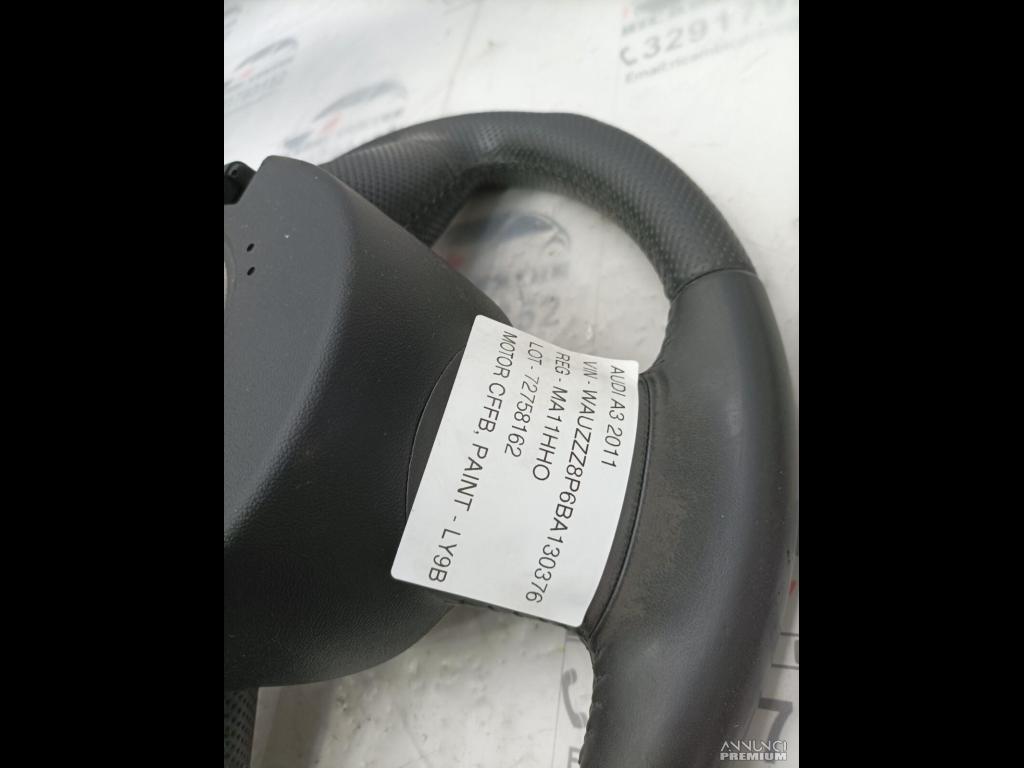 AUDI A3 2011
VIN - WAUZZZ8P6BA130376
REG - MA11HHO
LOT - 72758162
MOTOR CFFB, PAINT - LY9B
ANNUNCI
PREMIUM